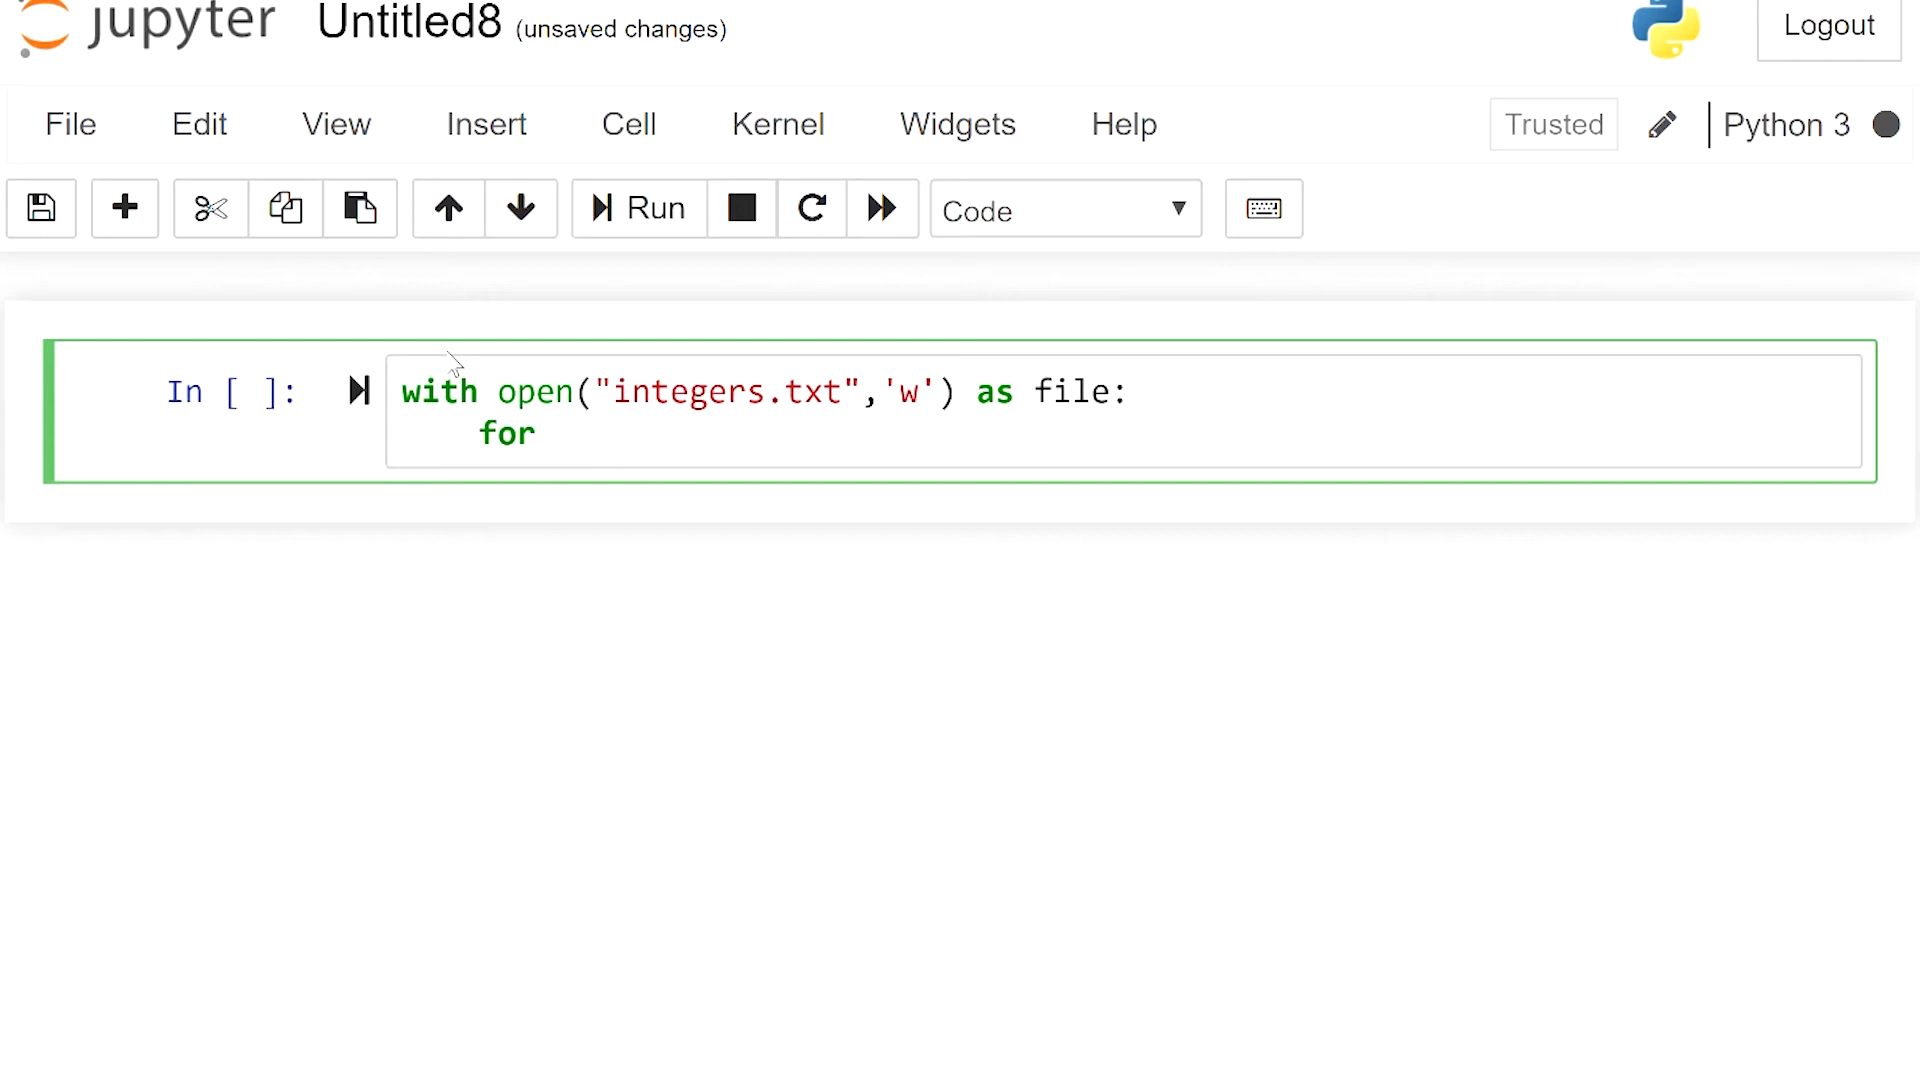 jupyter Untitled8 (unsaved changes) Logout
File Edit View Insert Cell Kernel Widgets Help Trusted Python 3
Run Code
In [ ]: with open("integers.txt",'w') as file:
for